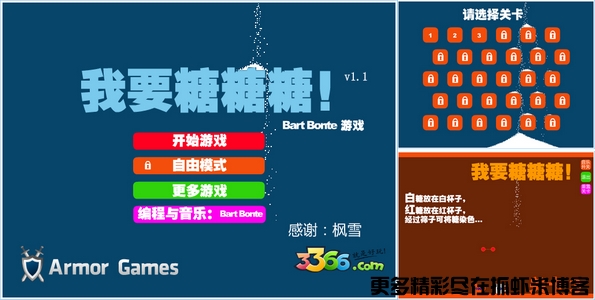 我要糖糖糖!
v1.1
Bart Bonte 游戏
开始游戏
自由模式
更多游戏
编程与音乐: Bart Bonte
感谢：枫雪
Armor Games
3366.com
请选择关卡
1 2 3
我要糖糖糖!
白糖放在白杯子,
红糖放在红杯子,
经过筛子可将糖染色...
更多精彩尽在捕虾米博客